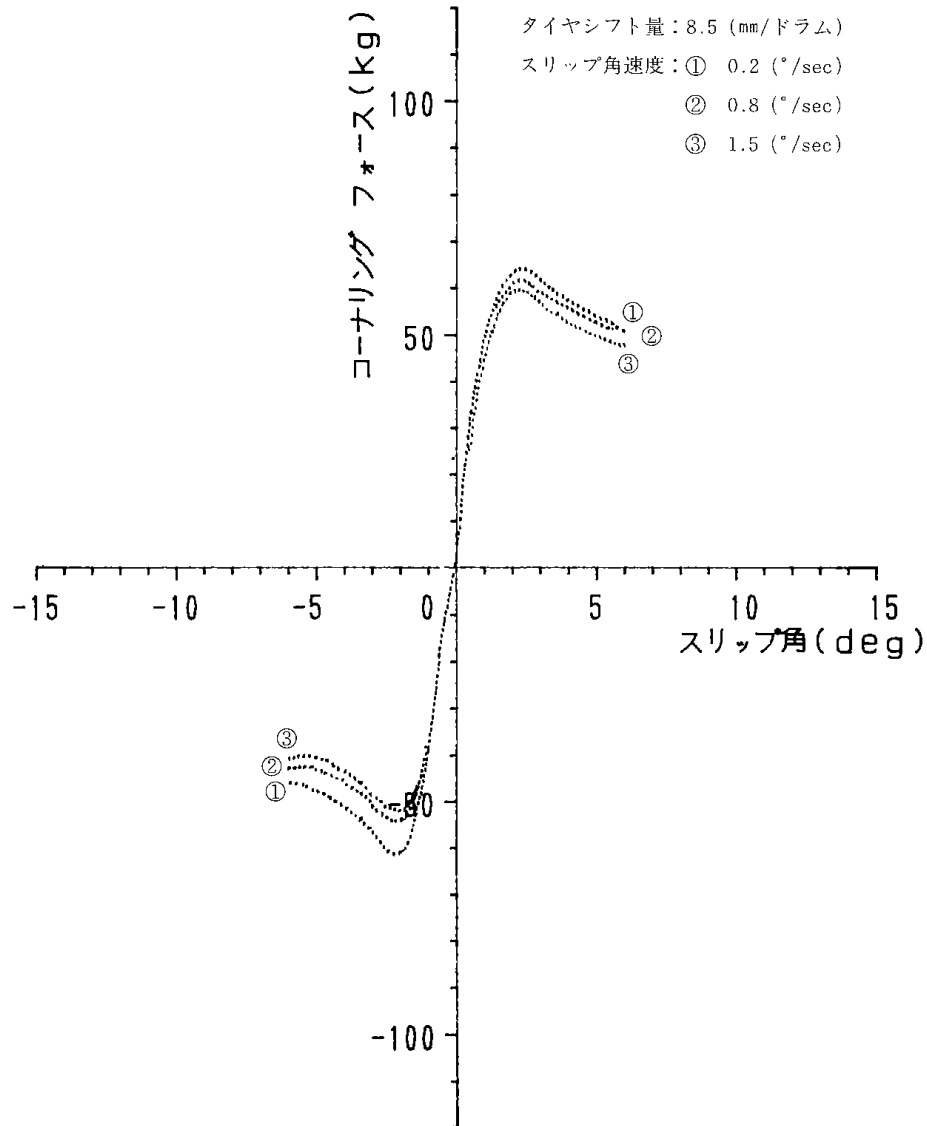 タイヤシフト量：8.5 (mm/ドラム)
スリップ角速度：① 0.2 (°/sec)
② 0.8 (°/sec)
③ 1.5 (°/sec)
コーナリング フォース(kg)
100
50
①
②
③
-15 -10 -5 0 5 10 15
スリップ角(deg)
③
②
①
-50
-100